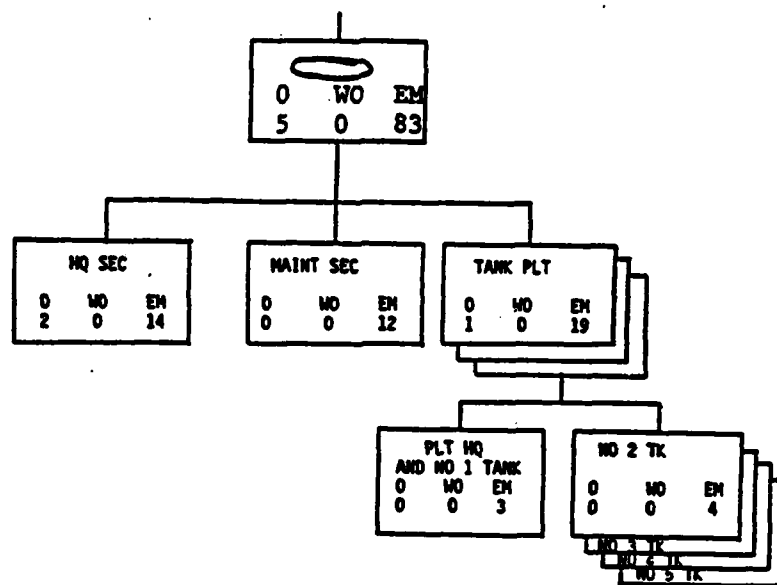 O WO EM
5 0 83
HQ SEC
O WO EM
2 0 14
MAINT SEC
O WO EM
0 0 12
TANK PLT
O WO EM
1 0 19
PLT HQ
AND NO 1 TANK
O WO EM
0 0 3
NO 2 TK
O WO EM
0 0 4
NO 3 TK
NO 4 TK
NO 5 TK